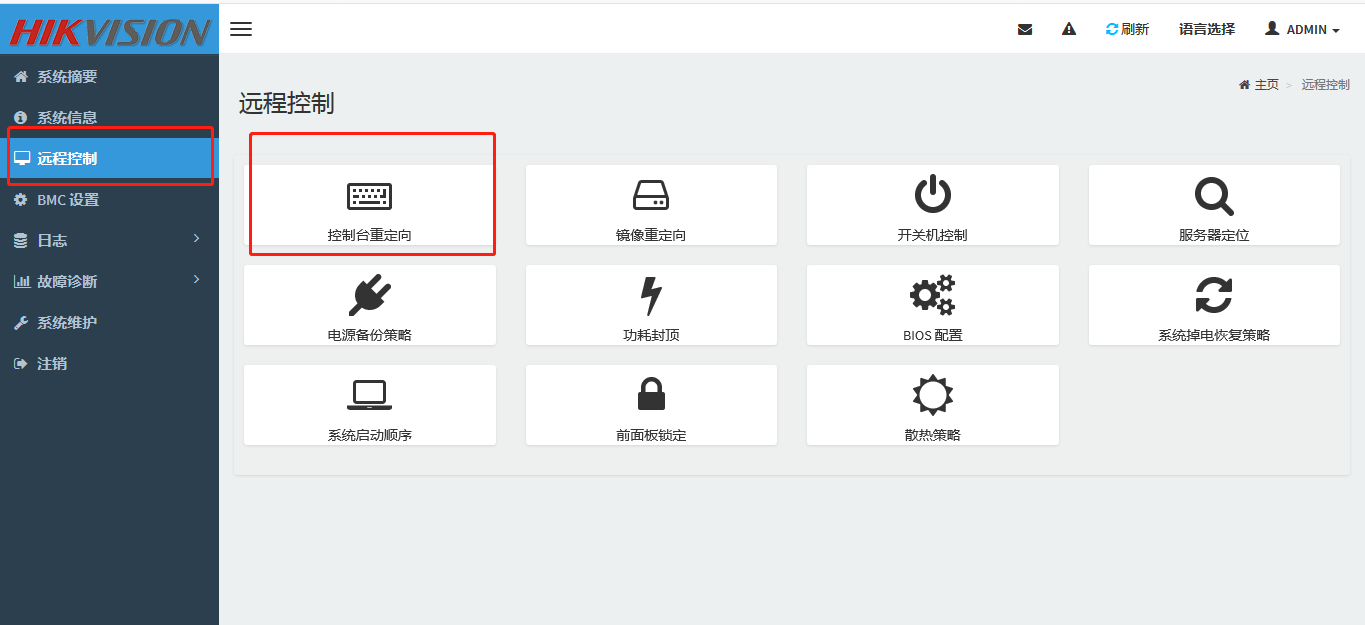 HIKVISION
刷新
语言选择
ADMIN
系统摘要
系统信息
远程控制
BMC 设置
日志
故障诊断
系统维护
注销
远程控制
主页 > 远程控制
控制台重定向
镜像重定向
开关机控制
服务器定位
电源备份策略
功耗封顶
BIOS 配置
系统掉电恢复策略
系统启动顺序
前面板锁定
散热策略